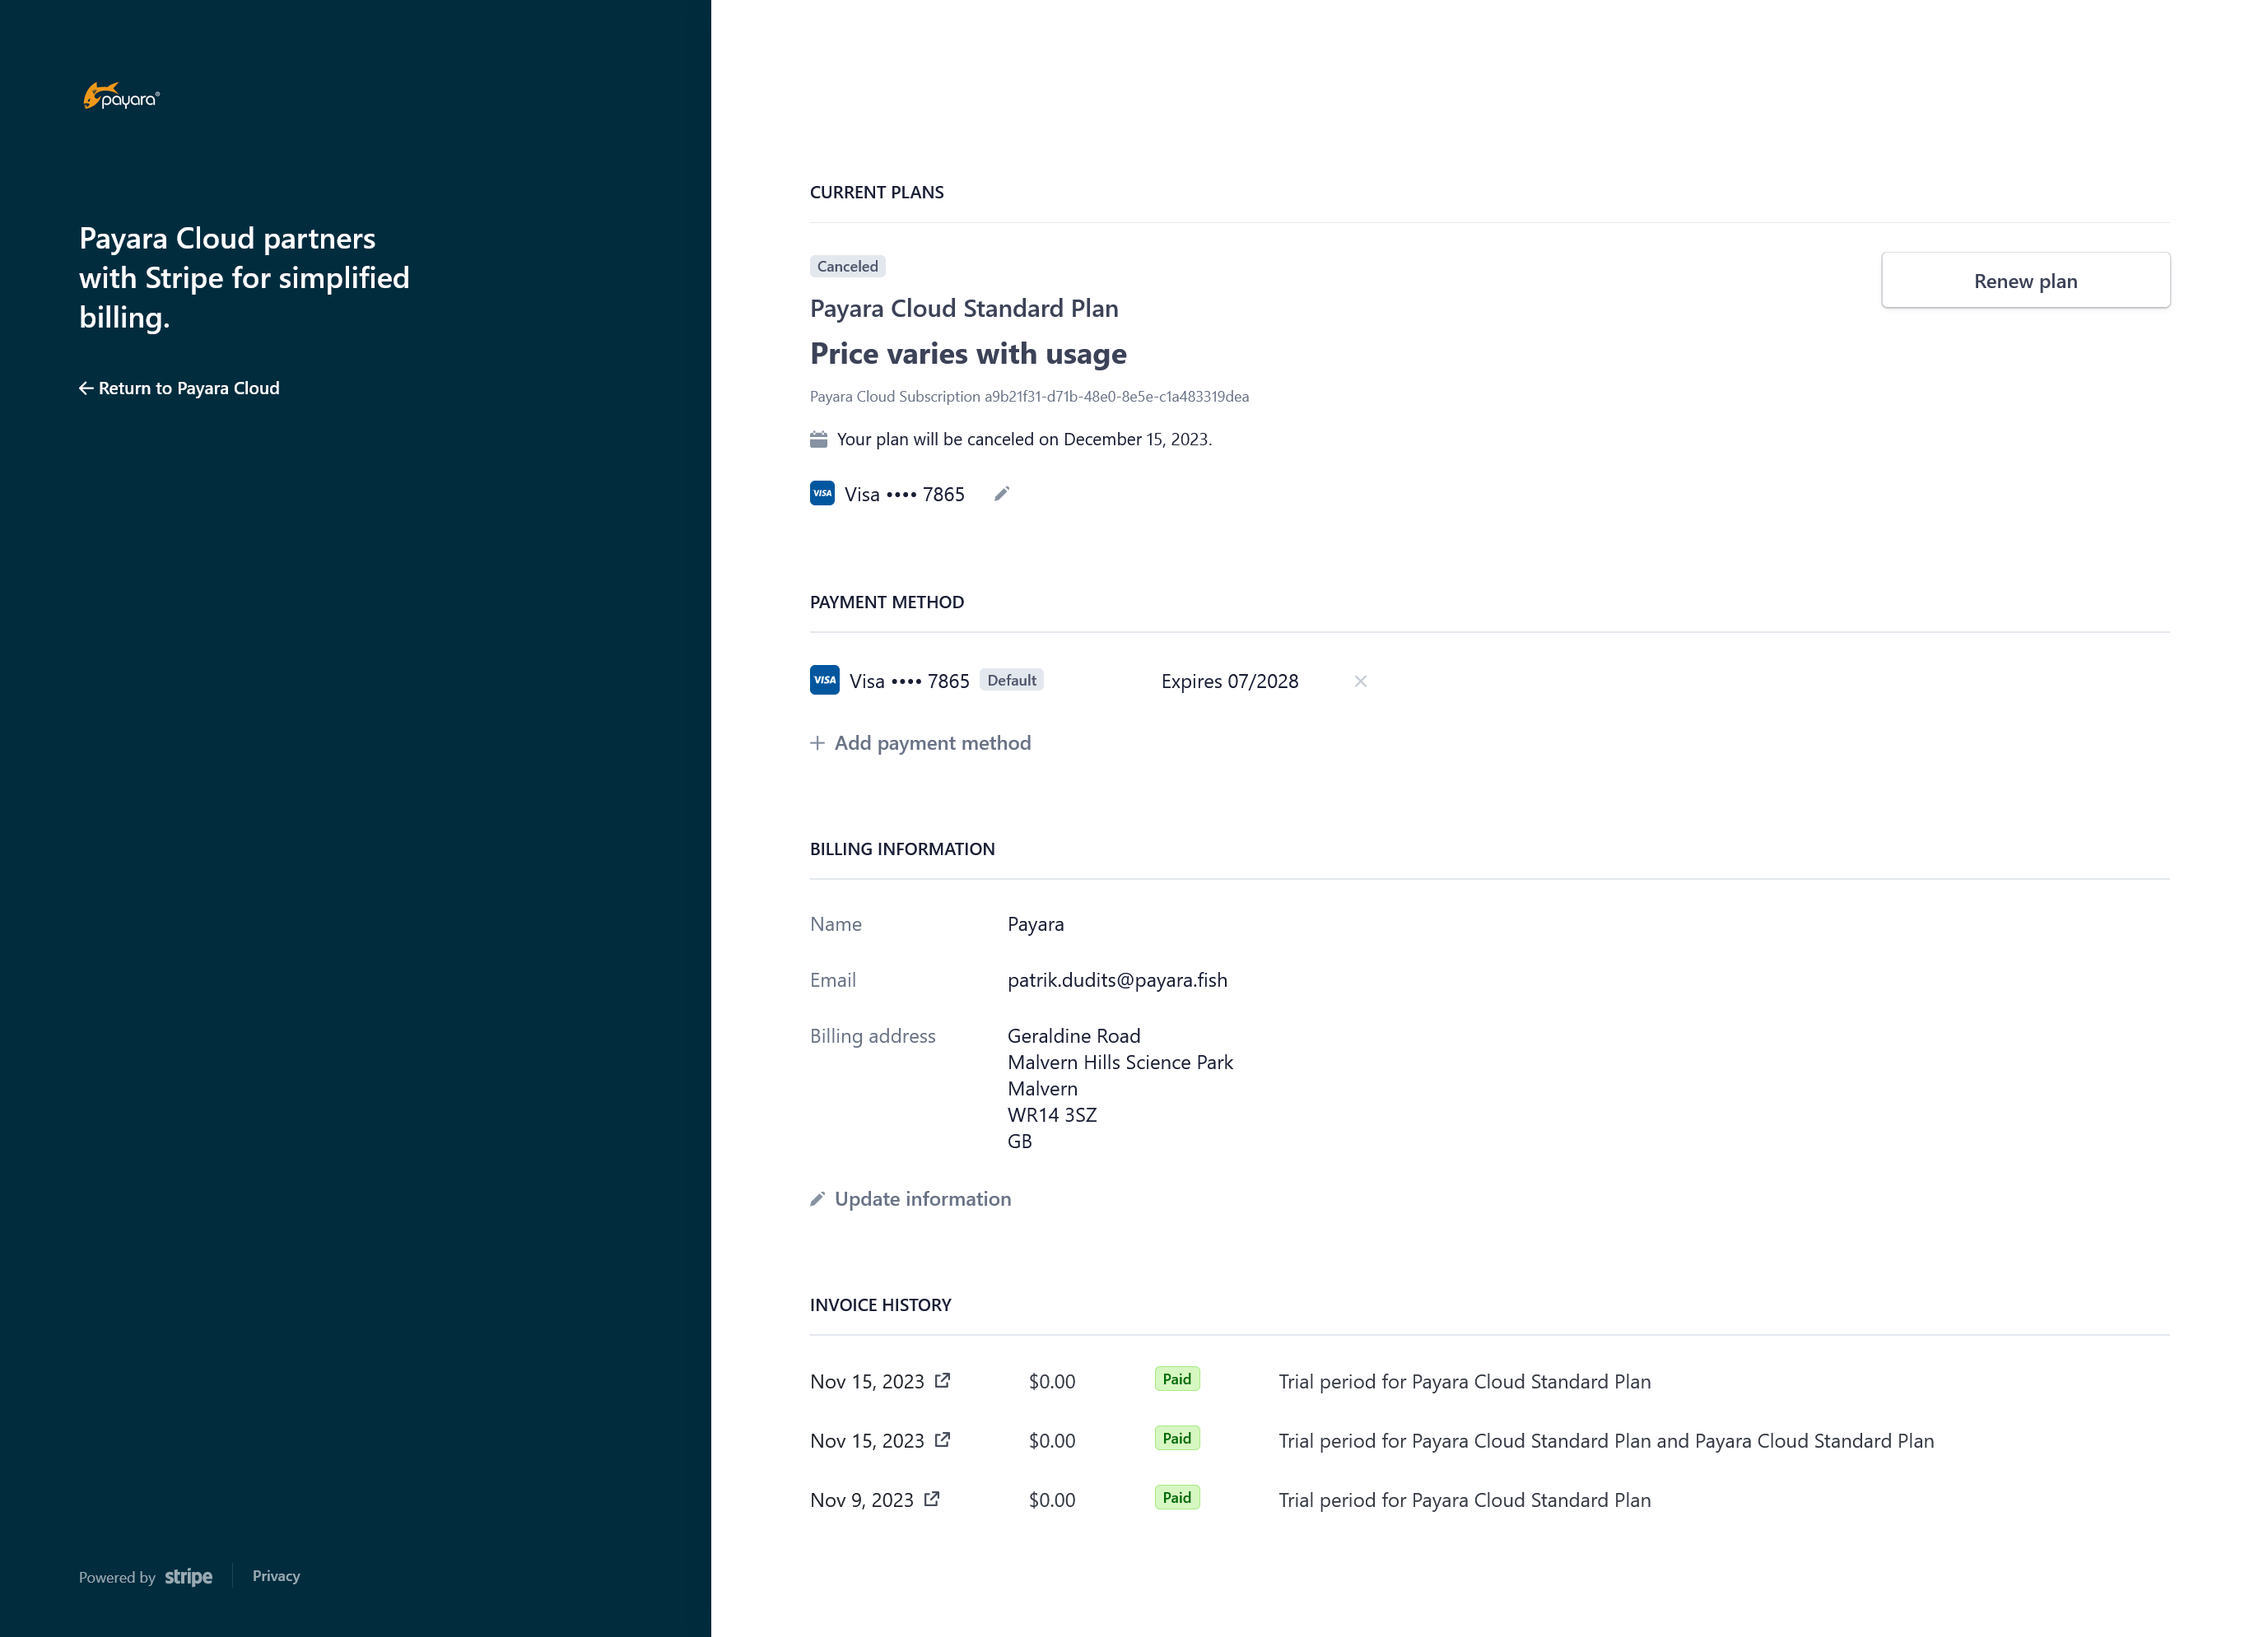 payara®
Payara Cloud partners
with Stripe for simplified
billing.
← Return to Payara Cloud
Powered by stripe
Privacy
CURRENT PLANS
Canceled
Renew plan
Payara Cloud Standard Plan
Price varies with usage
Payara Cloud Subscription a9b21f31-d71b-48e0-8e5e-c1a483319dea
Your plan will be canceled on December 15, 2023.
VISA Visa •••• 7865
PAYMENT METHOD
VISA Visa •••• 7865 Default Expires 07/2028 ×
+ Add payment method
BILLING INFORMATION
Name Payara
Email patrik.dudits@payara.fish
Billing address Geraldine Road
Malvern Hills Science Park
Malvern
WR14 3SZ
GB
Update information
INVOICE HISTORY
Nov 15, 2023 $0.00 Paid Trial period for Payara Cloud Standard Plan
Nov 15, 2023 $0.00 Paid Trial period for Payara Cloud Standard Plan and Payara Cloud Standard Plan
Nov 9, 2023 $0.00 Paid Trial period for Payara Cloud Standard Plan